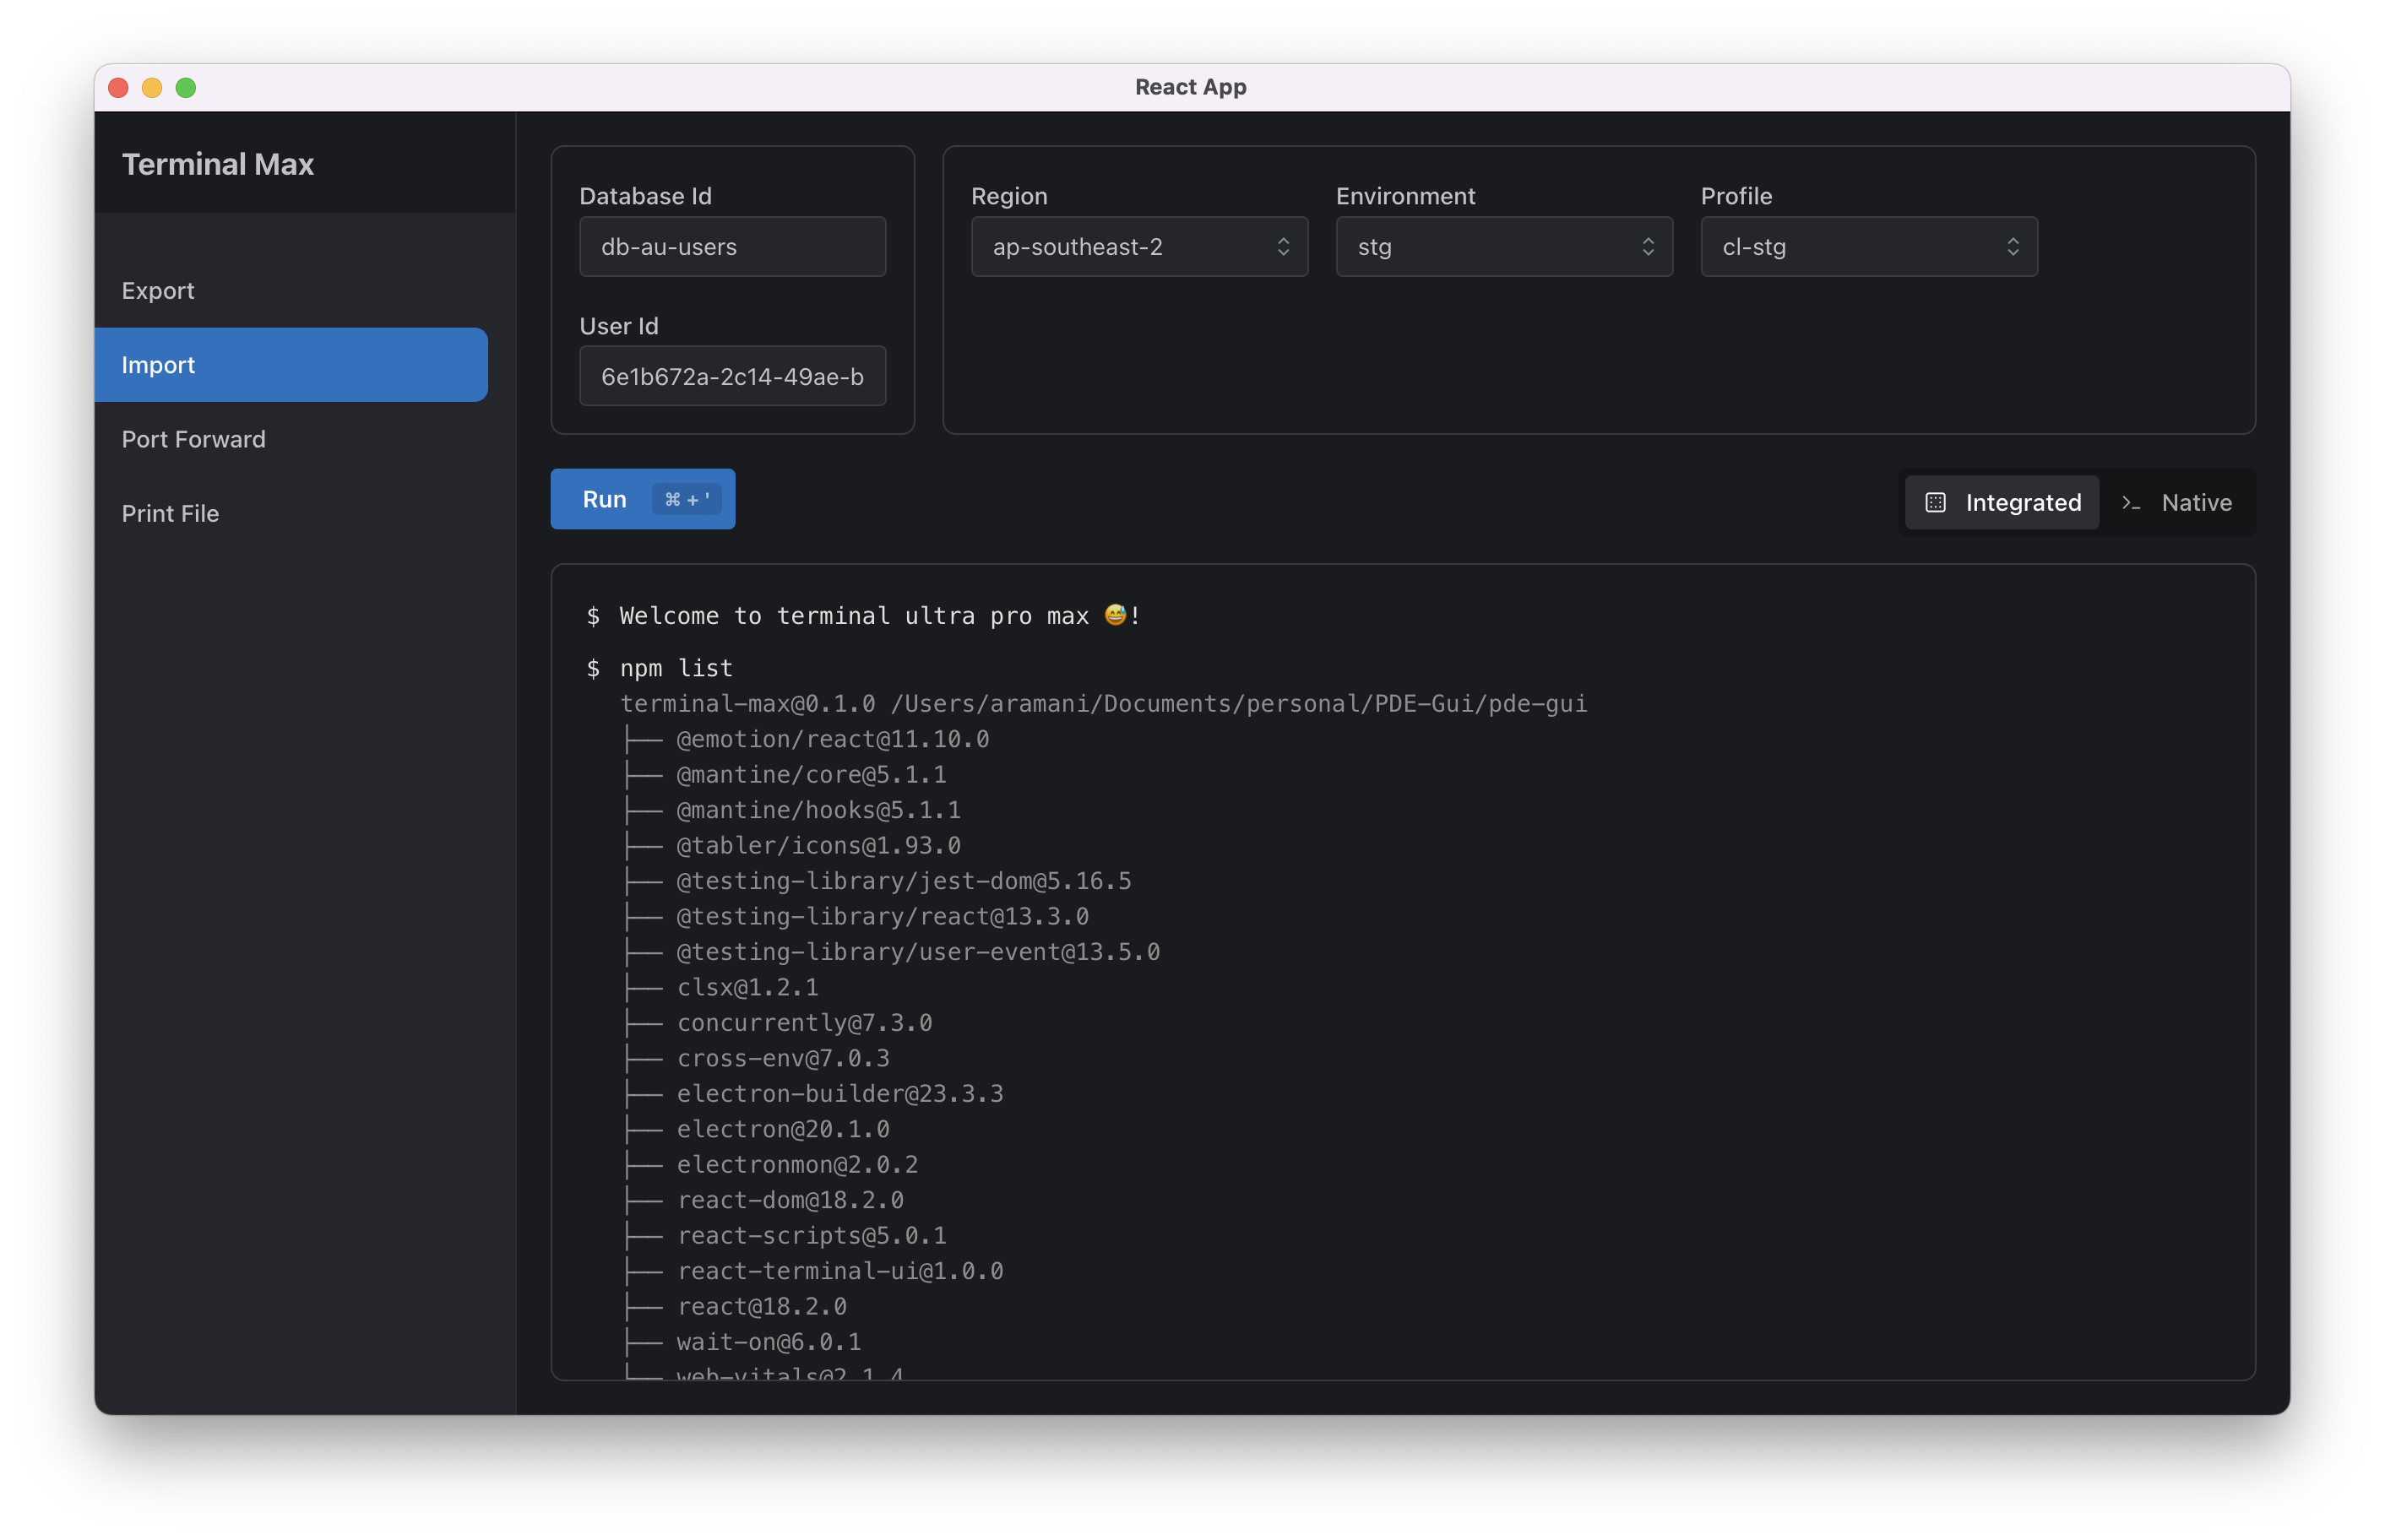 React App
Terminal Max
Export
Import
Port Forward
Print File
Database Id
db-au-users
User Id
6e1b672a-2c14-49ae-b
Region
ap-southeast-2
Environment
stg
Profile
cl-stg
Run ⌘ + '
Integrated
>_ Native
$ Welcome to terminal ultra pro max 😅!
$ npm list
terminal-max@0.1.0 /Users/aramani/Documents/personal/PDE-Gui/pde-gui
├── @emotion/react@11.10.0
├── @mantine/core@5.1.1
├── @mantine/hooks@5.1.1
├── @tabler/icons@1.93.0
├── @testing-library/jest-dom@5.16.5
├── @testing-library/react@13.3.0
├── @testing-library/user-event@13.5.0
├── clsx@1.2.1
├── concurrently@7.3.0
├── cross-env@7.0.3
├── electron-builder@23.3.3
├── electron@20.1.0
├── electronmon@2.0.2
├── react-dom@18.2.0
├── react-scripts@5.0.1
├── react-terminal-ui@1.0.0
├── react@18.2.0
├── wait-on@6.0.1
└── web-vitals@2.1.4